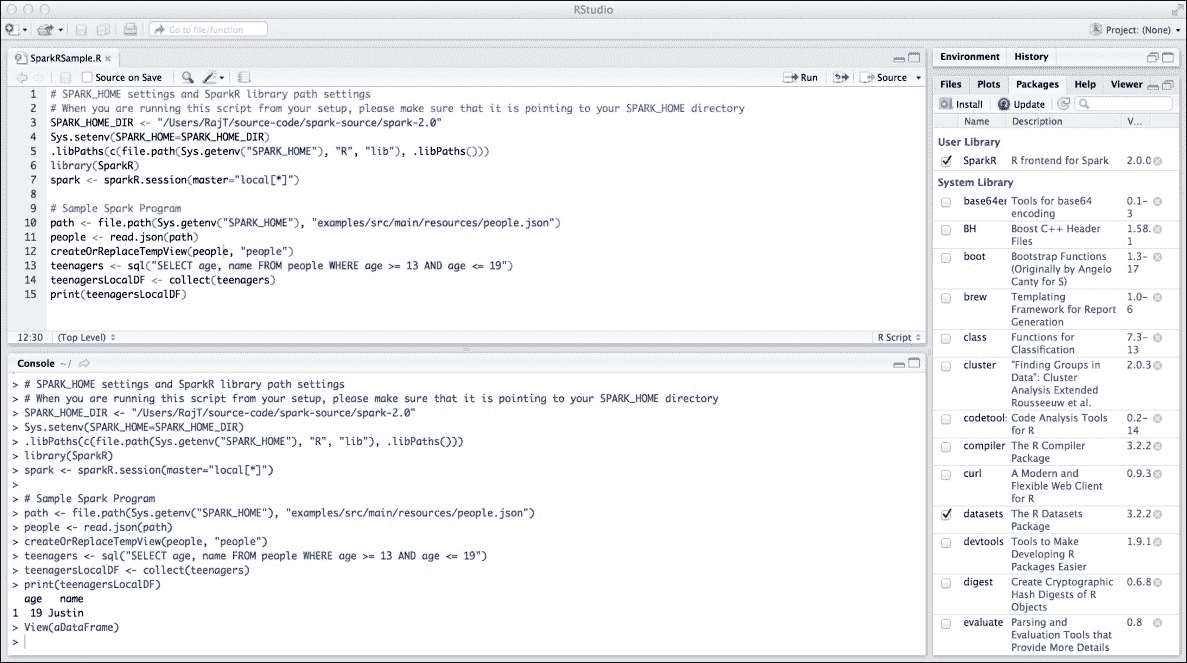 RStudio
Go to file/function
Project: (None)
SparkRSample.R
Source on Save
Run
Source
1 # SPARK_HOME settings and SparkR library path settings
2 # When you are running this script from your setup, please make sure that it is pointing to your SPARK_HOME directory
3 SPARK_HOME_DIR <- "/Users/RajT/source-code/spark-source/spark-2.0"
4 Sys.setenv(SPARK_HOME=SPARK_HOME_DIR)
5 .libPaths(c(file.path(Sys.getenv("SPARK_HOME"), "R", "lib"), .libPaths()))
6 library(SparkR)
7 spark <- sparkR.session(master="local[*]")
8
9 # Sample Spark Program
10 path <- file.path(Sys.getenv("SPARK_HOME"), "examples/src/main/resources/people.json")
11 people <- read.json(path)
12 createOrReplaceTempView(people, "people")
13 teenagers <- sql("SELECT age, name FROM people WHERE age >= 13 AND age <= 19")
14 teenagersLocalDF <- collect(teenagers)
15 print(teenagersLocalDF)
12:30 (Top Level) R Script
Console ~/
> # SPARK_HOME settings and SparkR library path settings
> # When you are running this script from your setup, please make sure that it is pointing to your SPARK_HOME directory
> SPARK_HOME_DIR <- "/Users/RajT/source-code/spark-source/spark-2.0"
> Sys.setenv(SPARK_HOME=SPARK_HOME_DIR)
> .libPaths(c(file.path(Sys.getenv("SPARK_HOME"), "R", "lib"), .libPaths()))
> library(SparkR)
> spark <- sparkR.session(master="local[*]")
>
> # Sample Spark Program
> path <- file.path(Sys.getenv("SPARK_HOME"), "examples/src/main/resources/people.json")
> people <- read.json(path)
> createOrReplaceTempView(people, "people")
> teenagers <- sql("SELECT age, name FROM people WHERE age >= 13 AND age <= 19")
> teenagersLocalDF <- collect(teenagers)
> print(teenagersLocalDF)
age name
1 19 Justin
> View(aDataFrame)
>
Environment History
Files Plots Packages Help Viewer
Install Update
Name Description V...
User Library
SparkR R frontend for Spark 2.0.0
System Library
base64er Tools for base64 0.1-
encoding 3
BH Boost C++ Header 1.58.
Files 1
boot Bootstrap Functions 1.3-
(Originally by Angelo 17
Canty for S)
brew Templating 1.0-
Framework for Report 6
Generation
class Functions for 7.3-
Classification 13
cluster "Finding Groups in 2.0.3
Data": Cluster
Analysis Extended
Rousseeuw et al.
codetool: Code Analysis Tools 0.2-
for R 14
compiler The R Compiler 3.2.2
Package
curl A Modern and 0.9.3
Flexible Web Client
for R
datasets The R Datasets 3.2.2
Package
devtools Tools to Make 1.9.1
Developing R
Packages Easier
digest Create Cryptographic 0.6.8
Hash Digests of R
Objects
evaluate Parsing and 0.8
Evaluation Tools that
Provide More Details